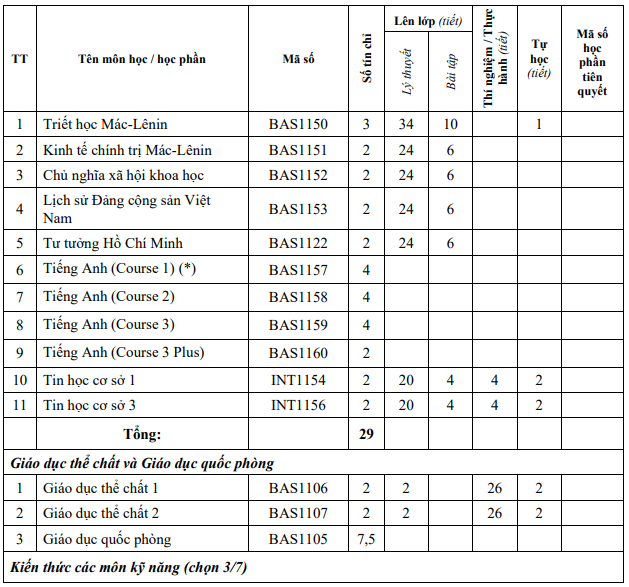 TT Tên môn học / học phần Mã số Số tín chỉ Lên lớp (tiết) Thí nghiệm / Thực hành (tiết) Tự học (tiết) Mã số học phần tiên quyết
Lý thuyết Bài tập
1 Triết học Mác-Lênin BAS1150 3 34 10 1
2 Kinh tế chính trị Mác-Lênin BAS1151 2 24 6
3 Chủ nghĩa xã hội khoa học BAS1152 2 24 6
4 Lịch sử Đảng cộng sản Việt Nam BAS1153 2 24 6
5 Tư tưởng Hồ Chí Minh BAS1122 2 24 6
6 Tiếng Anh (Course 1) (*) BAS1157 4
7 Tiếng Anh (Course 2) BAS1158 4
8 Tiếng Anh (Course 3) BAS1159 4
9 Tiếng Anh (Course 3 Plus) BAS1160 2
10 Tin học cơ sở 1 INT1154 2 20 4 4 2
11 Tin học cơ sở 3 INT1156 2 20 4 4 2
Tổng: 29
Giáo dục thể chất và Giáo dục quốc phòng
1 Giáo dục thể chất 1 BAS1106 2 2 26 2
2 Giáo dục thể chất 2 BAS1107 2 2 26 2
3 Giáo dục quốc phòng BAS1105 7,5
Kiến thức các môn kỹ năng (chọn 3/7)